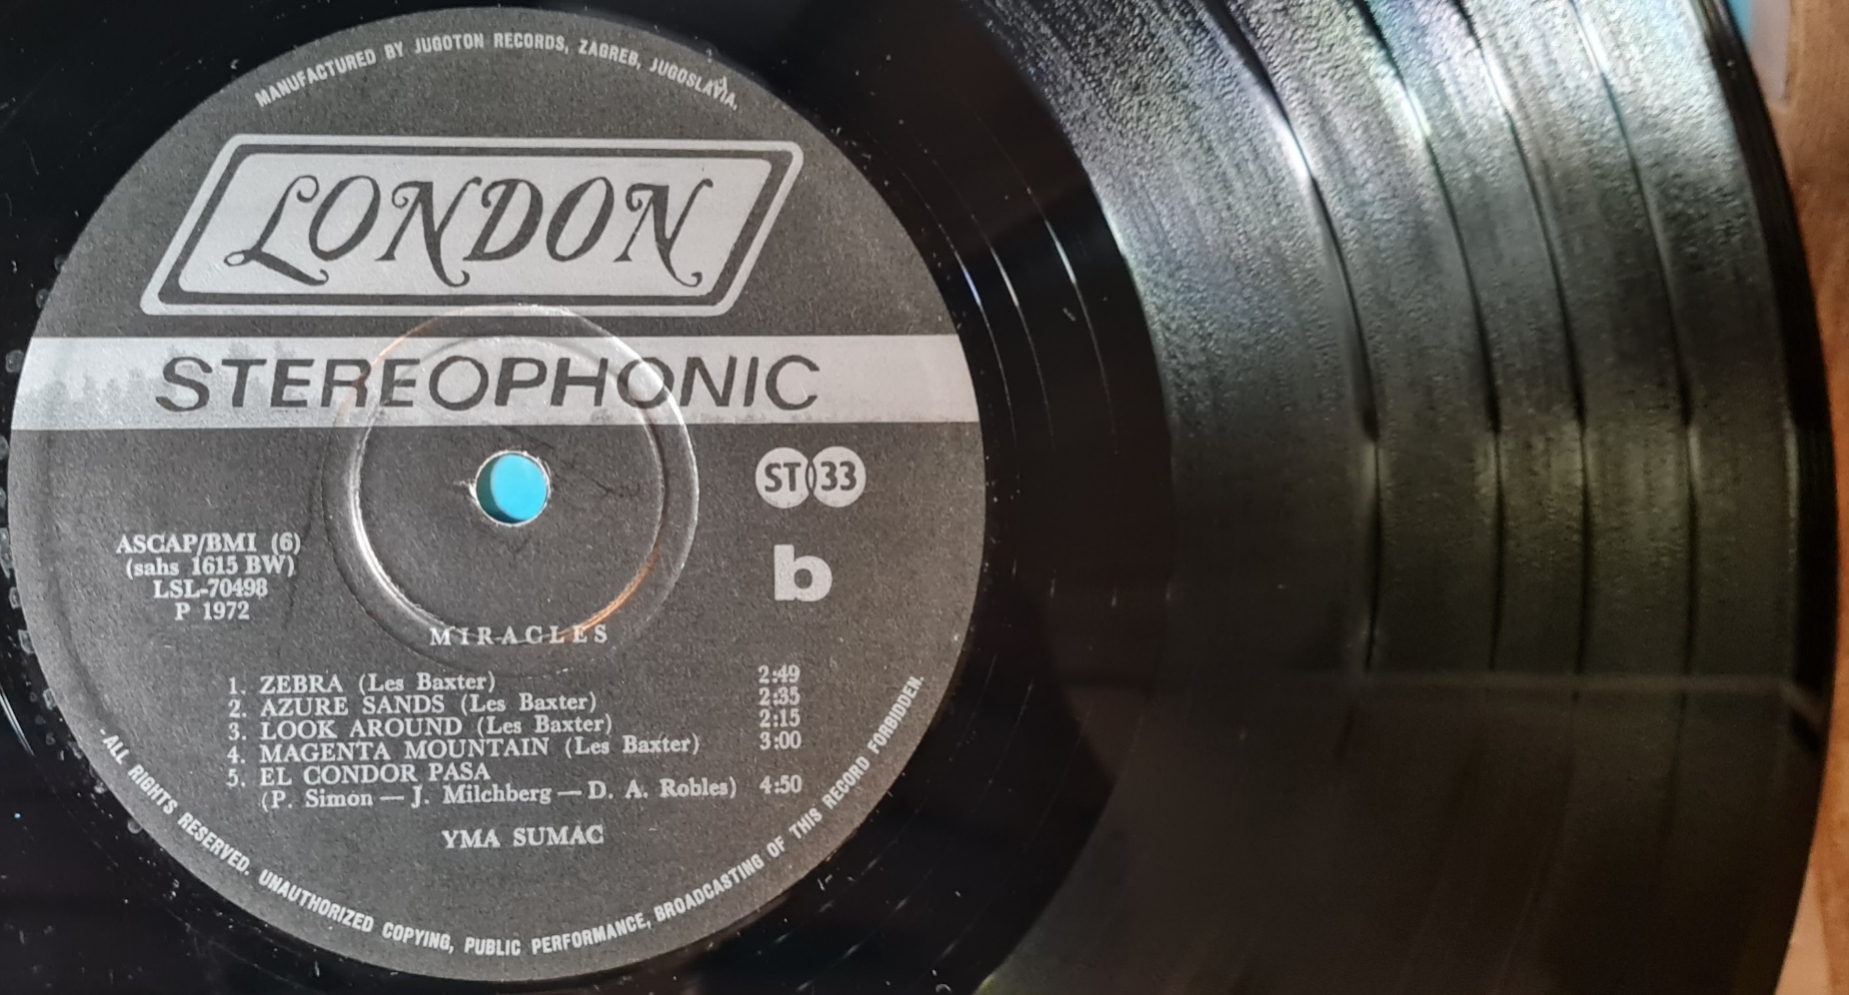 MANUFACTURED BY JUGOTON RECORDS, ZAGREB, JUGOSLAVIA.
LONDON
STEREOPHONIC
ST 33
b
ASCAP/BMI (6)
(sahs 1615 BW)
LSL-70498
P 1972
MIRACLES
1. ZEBRA (Les Baxter) 2:49
2. AZURE SANDS (Les Baxter) 2:35
3. LOOK AROUND (Les Baxter) 2:15
4. MAGENTA MOUNTAIN (Les Baxter) 3:00
5. EL CONDOR PASA
(P. Simon — J. Milchberg — D. A. Robles) 4:50
YMA SUMAC
- ALL RIGHTS RESERVED. UNAUTHORIZED COPYING, PUBLIC PERFORMANCE, BROADCASTING OF THIS RECORD FORBIDDEN.